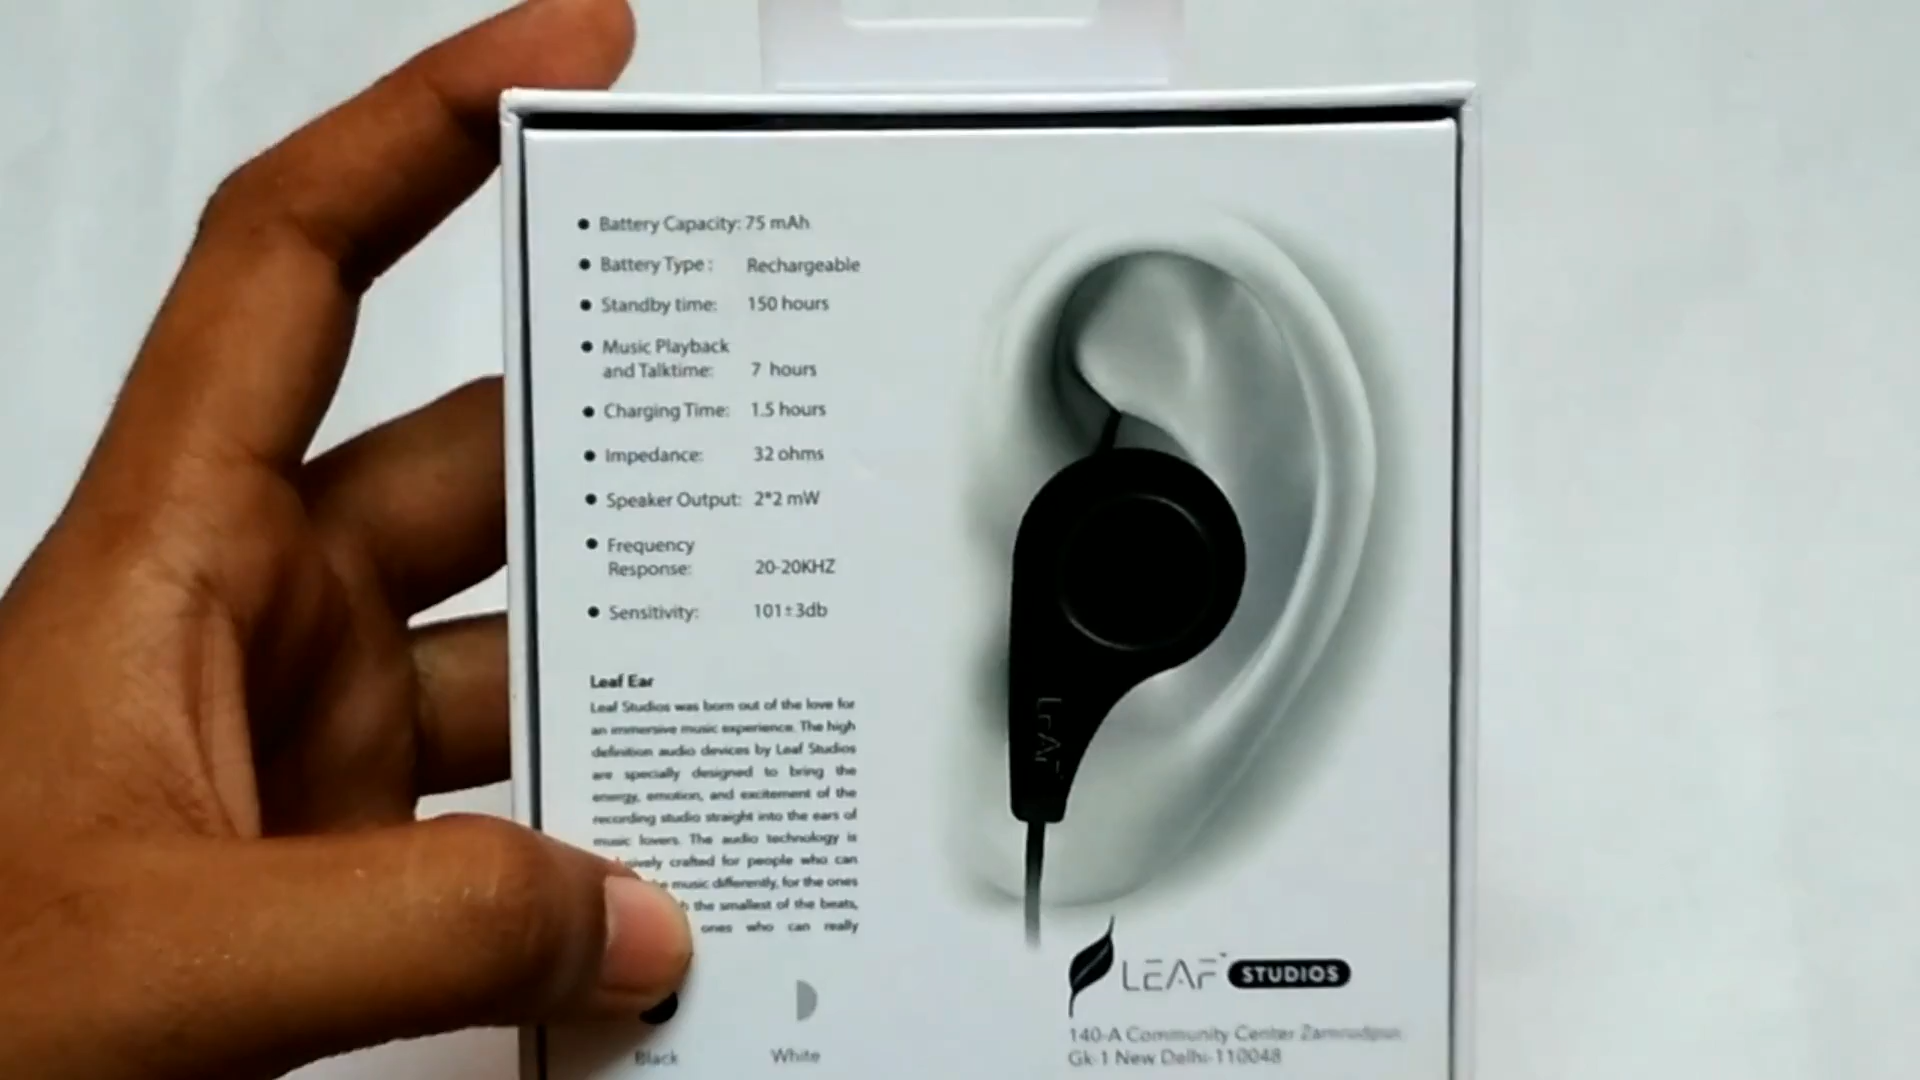 Battery Capacity: 75 mAh
Battery Type : Rechargeable
Standby time: 150 hours
Music Playback
and Talktime: 7 hours
Charging Time: 1.5 hours
Impedance: 32 ohms
Speaker Output: 2*2 mW
Frequency
Response: 20-20KHZ
Sensitivity: 101±3db
Leaf Ear
Leaf Studios was born out of the love for
an immersive music experience. The high
definition audio devices by Leaf Studios
are specially designed to bring the
energy, emotion, and excitement of the
recording studio straight into the ears of
music lovers. The audio technology is
crafted for people who can
music differently, for the ones
the smallest of the beats,
ones who can really
Black White
LEAF
LEAF STUDIOS
140-A Community Center Zamrudpur
Gk-1 New Delhi-110048